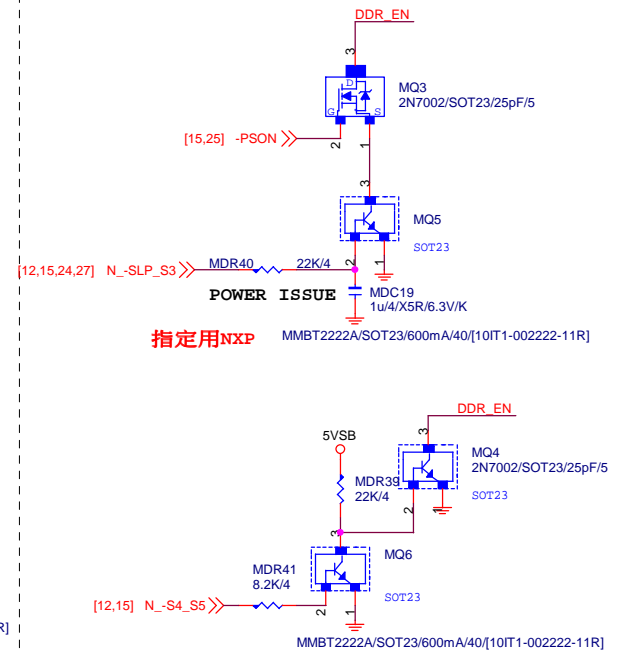 DDR_EN
3
D
G
S
MQ3
2N7002/SOT23/25pF/5
[15,25] -PSON
2
1
3
MQ5
SOT23
2
1
[12,15,24,27] N_-SLP_S3
MDR40
22K/4
POWER ISSUE
MDC19
1u/4/X5R/6.3V/K
指定用NXP
MMBT2222A/SOT23/600mA/40/[10IT1-002222-11R]
DDR_EN
3
5VSB
MQ4
2N7002/SOT23/25pF/5
MDR39
22K/4
SOT23
2
1
3
MQ6
MDR41
8.2K/4
SOT23
[12,15] N_-S4_S5
2
1
R]
MMBT2222A/SOT23/600mA/40/[10IT1-002222-11R]